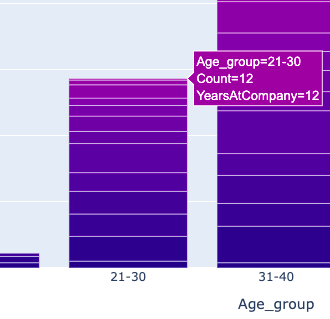 Age_group=21-30
Count=12
YearsAtCompany=12
21-30
31-40
Age_group